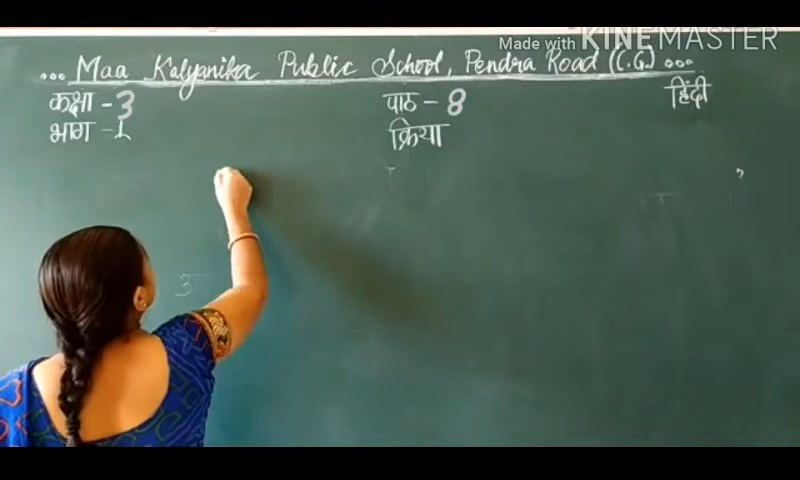 Made with KINEMASTER
... Maa Kalyanika Public School, Pendra Road (C.G.) ...
कक्षा - 3 पाठ - 8 हिंदी
भाग - 1 क्रिया